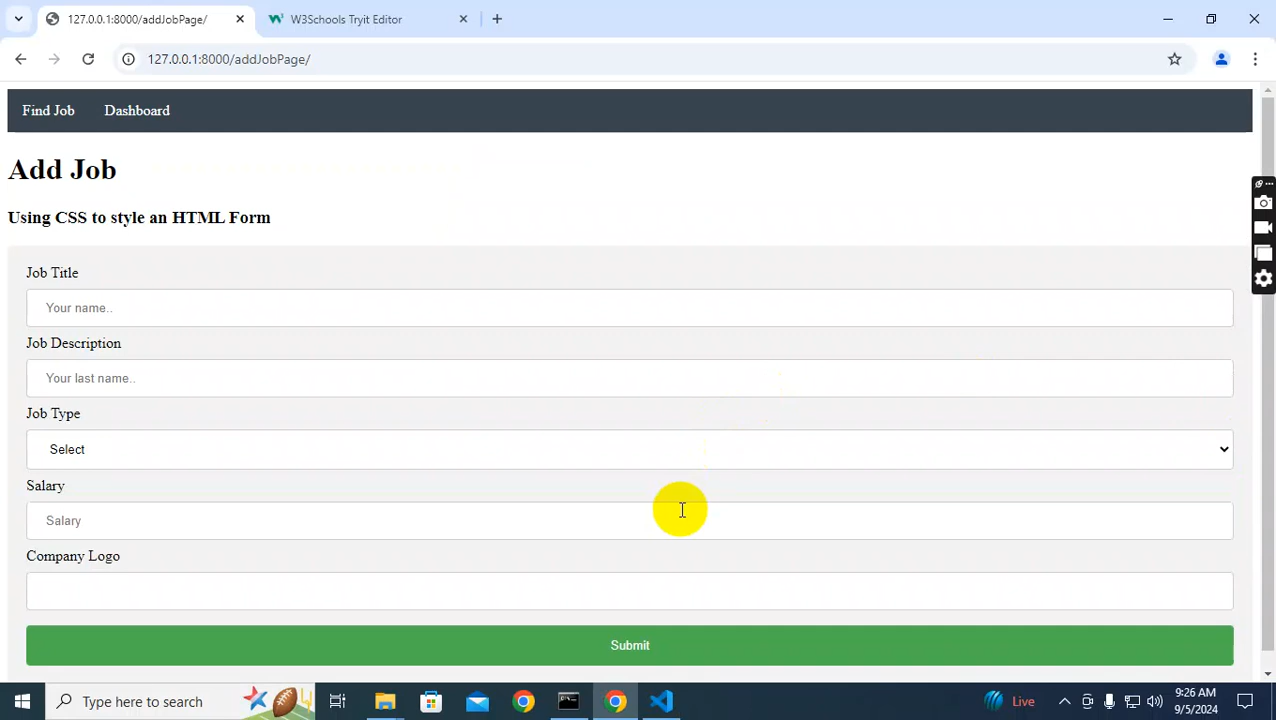 127.0.0.1:8000/addJobPage/
W3Schools Tryit Editor
127.0.0.1:8000/addJobPage/
Find Job Dashboard
Add Job
Using CSS to style an HTML Form
Job Title
Your name..
Job Description
Your last name..
Job Type
Select
Salary
Salary
Company Logo
Submit
Type here to search
Live
9:26 AM
9/5/2024